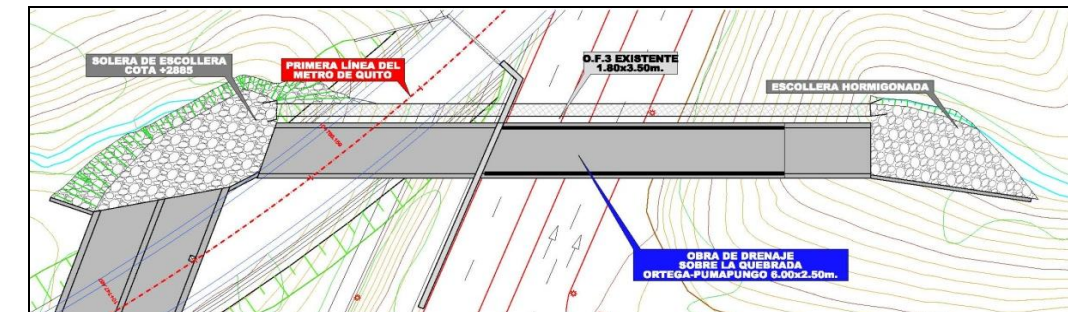 SOLERA DE ESCOLLERA
COTA +2885
PRIMERA LÍNEA DEL
METRO DE QUITO
O.F.3 EXISTENTE
1.80x3.50m.
ESCOLLERA HORMIGONADA
OBRA DE DRENAJE
SOBRE LA QUEBRADA
ORTEGA-PUMAPUNGO 6.00x2.50m.